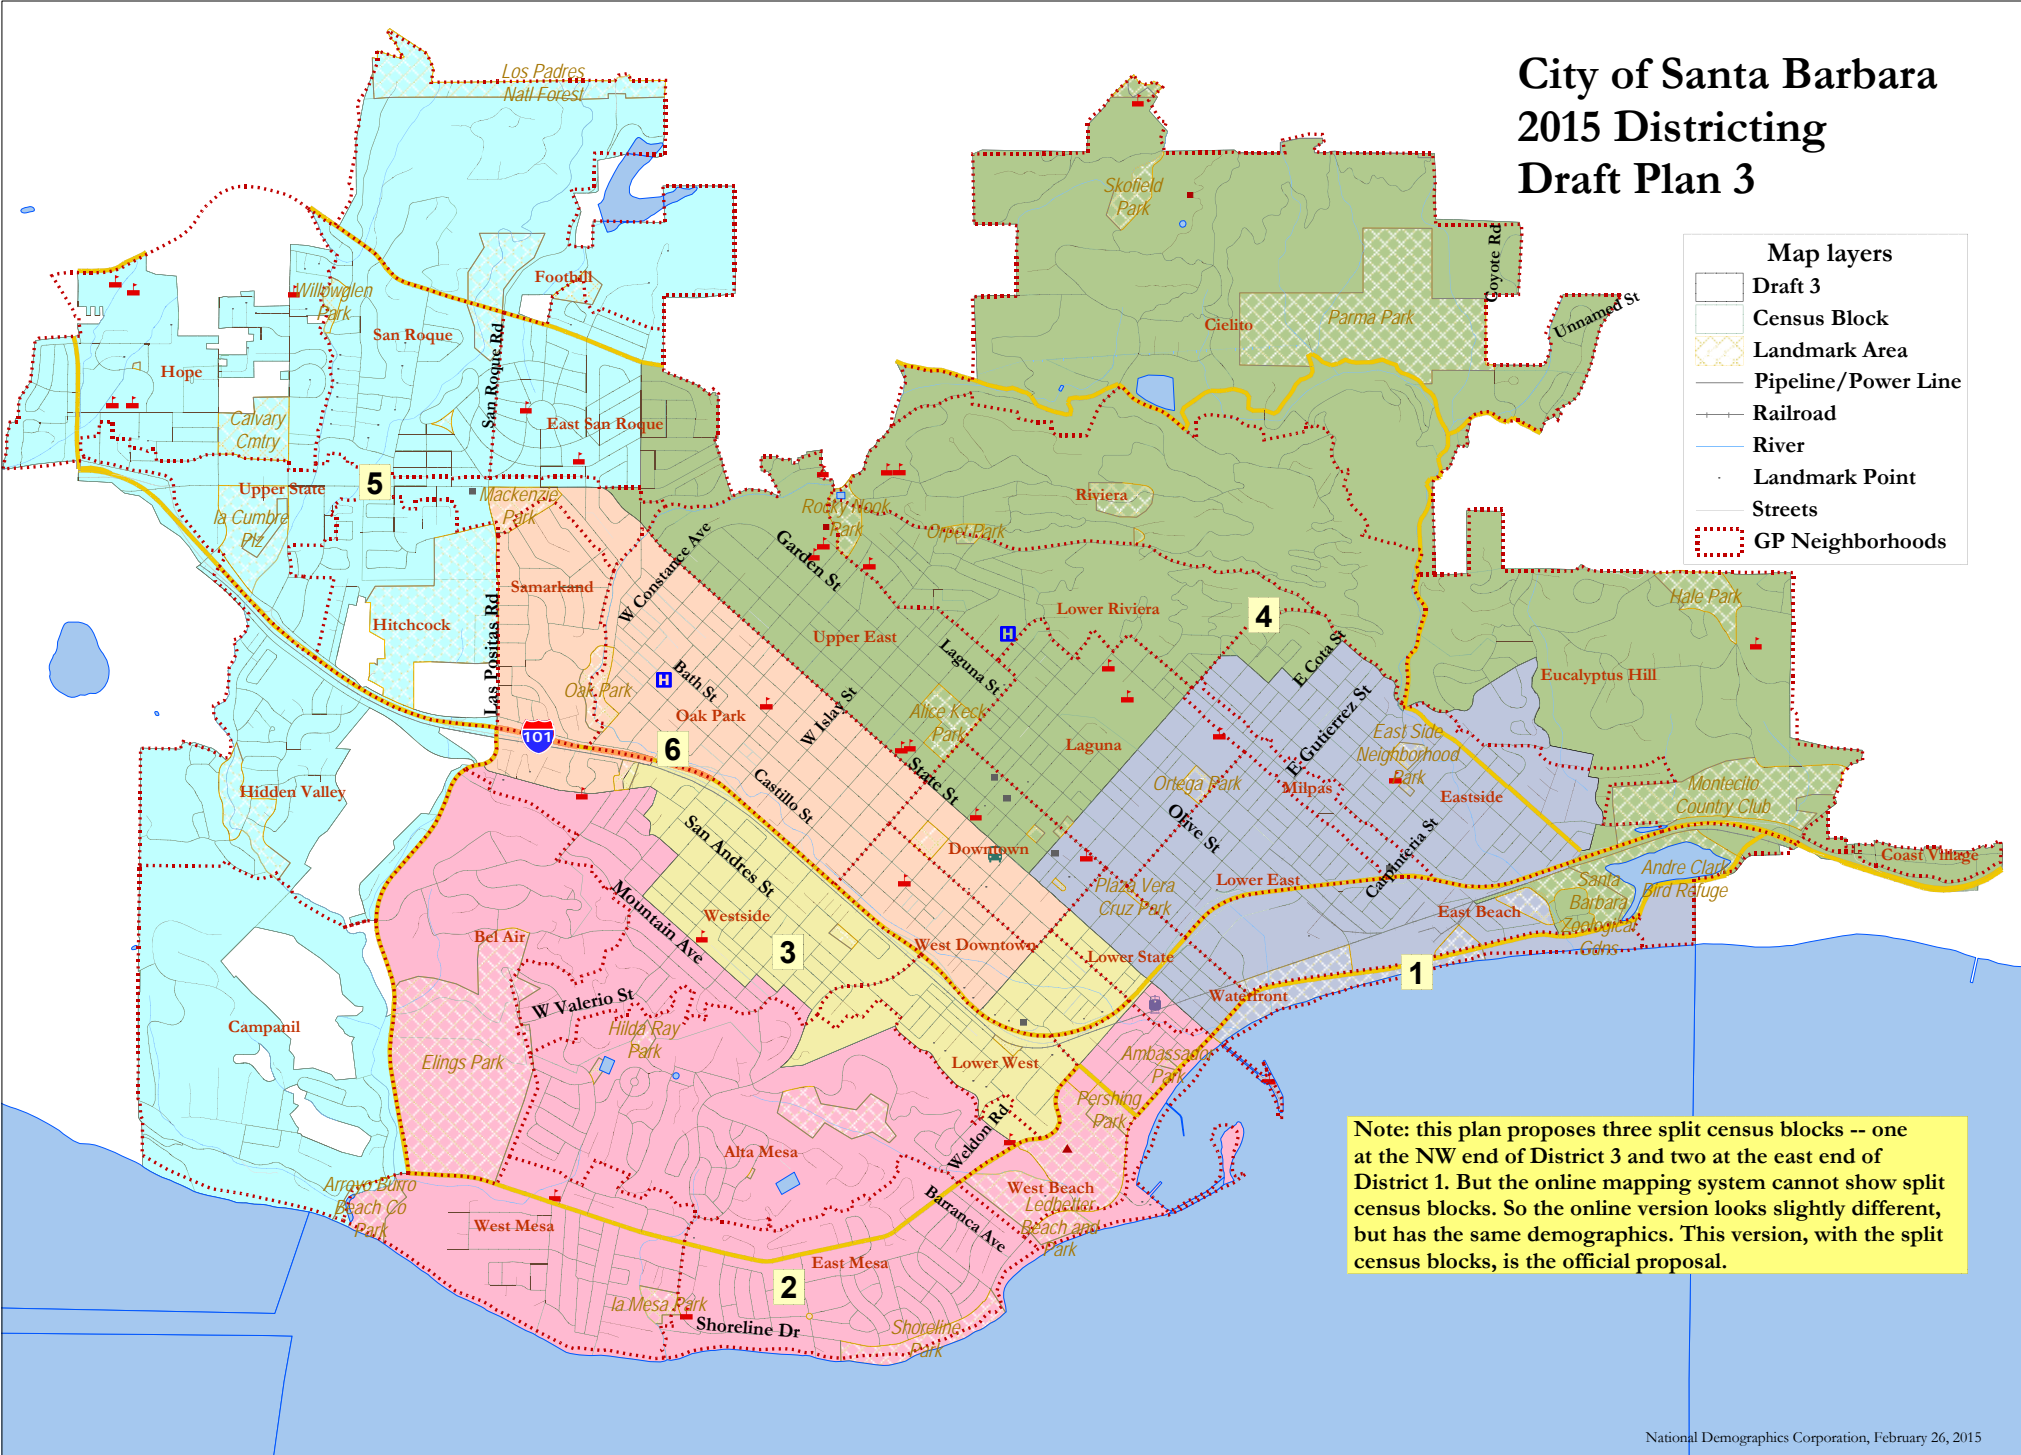 City of Santa Barbara
2015 Districting
Draft Plan 3
Map layers
Draft 3
Census Block
Landmark Area
Pipeline/Power Line
Railroad
River
Landmark Point
Streets
GP Neighborhoods
Los Padres
Natl Forest
Skofield
Park
Coyote Rd
Unnamed St
Foothill
Willowglen
Park
San Roque
San Roque Rd
Cielito
Parma Park
Hope
Calvary
Cmtry
East San Roque
5
Upper State
la Cumbre
Plz
Mackenzie
Park
Rocky Nook
Park
Riviera
Orpet Park
W Constance Ave
Garden St
Samarkand
Hitchcock
Las Positas Rd
Upper East
Lower Riviera
H
4
Hale Park
Laguna St
E Cota St
Eucalyptus Hill
Oak Park
H
Bath St
Oak Park
W Islay St
Alice Keck
Park
Laguna
E Gutierrez St
East Side
Neighborhood
Park
101
6
State St
Castillo St
Ortega Park
Milpas
Eastside
Montecito
Country Club
Hidden Valley
San Andres St
Olive St
Downtown
Carpinteria St
Coast Village
Mountain Ave
Westside
Plaza Vera
Cruz Park
Lower East
Andre Clark
Bird Refuge
Santa
Barbara
Zoological
Gdns
East Beach
Bel Air
3
West Downtown
Lower State
1
W Valerio St
Waterfront
Campanil
Hilda Ray
Park
Elings Park
Lower West
Ambassador
Park
Pershing
Park
Weldon Rd
Alta Mesa
Arroyo Burro
Beach Co
Park
West Beach
Ledbetter
Beach and
Park
Barranca Ave
West Mesa
East Mesa
2
la Mesa Park
Shoreline Dr
Shoreline
Park
Note: this plan proposes three split census blocks -- one
at the NW end of District 3 and two at the east end of
District 1. But the online mapping system cannot show split
census blocks. So the online version looks slightly different,
but has the same demographics. This version, with the split
census blocks, is the official proposal.
National Demographics Corporation, February 26, 2015